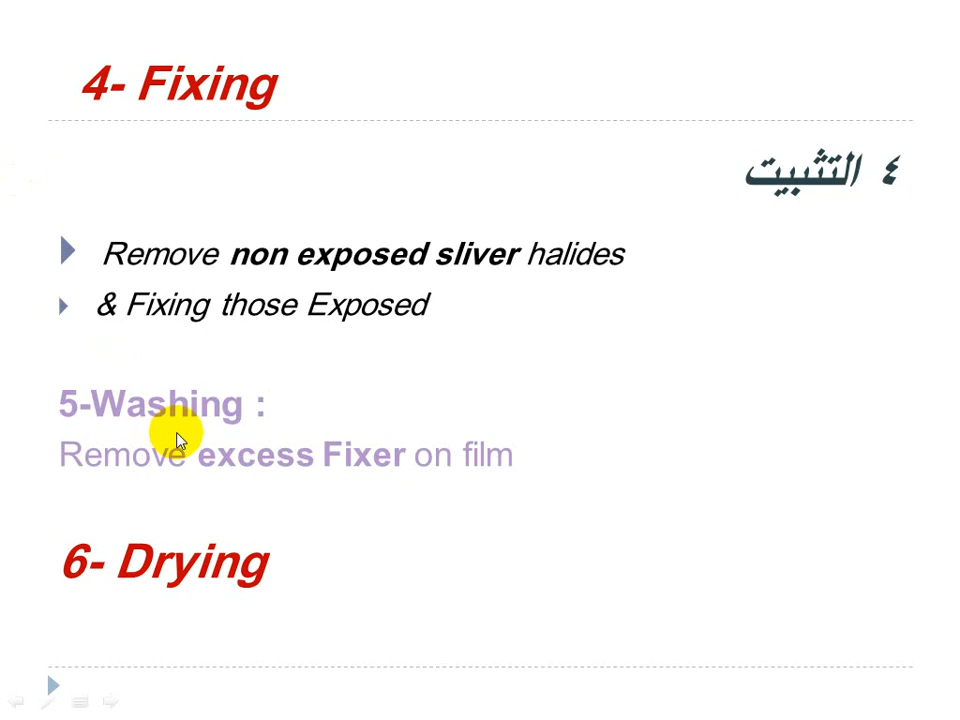 4- Fixing
٤ التثبيت
Remove non exposed sliver halides
& Fixing those Exposed
5-Washing :
Remove excess Fixer on film
6- Drying